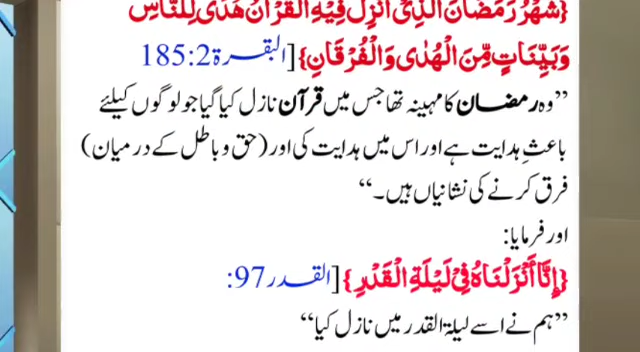 {شَهْرُ رَمَضَانَ الَّذِیْ اُنْزِلَ فِیْهِ الْقُرْاٰنُ هُدًی لِّلنَّاسِ
وَبَیِّنَاتٍ مِّنَ الْهُدٰی وَالْفُرْقَانِ} [البقرة 185:2
”وہ رمضان کا مہینہ تھا جس میں قرآن نازل کیا گیا جو لوگوں کیلئے
باعثِ ہدایت ہے اور اس میں ہدایت کی اور (حق و باطل کے درمیان)
فرق کرنے کی نشانیاں ہیں۔“
اور فرمایا:
{إِنَّا أَنْزَلْنَاهُ فِیْ لَیْلَةِ الْقَدْرِ} [القدر 97:
”ہم نے اسے لیلۃ القدر میں نازل کیا“